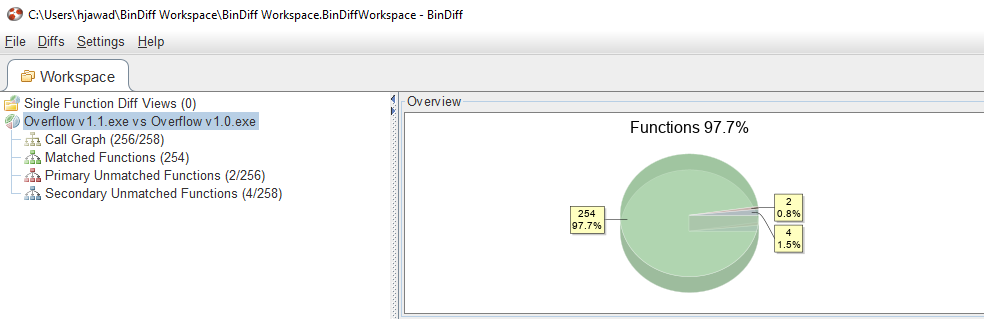 C:\Users\hjawad\BinDiff Workspace\BinDiff Workspace.BinDiffWorkspace - BinDiff
File Diffs Settings Help
Workspace
Single Function Diff Views (0)
Overflow v1.1.exe vs Overflow v1.0.exe
Call Graph (256/258)
Matched Functions (254)
Primary Unmatched Functions (2/256)
Secondary Unmatched Functions (4/258)
Overview
Functions 97.7%
254
97.7%
2
0.8%
4
1.5%